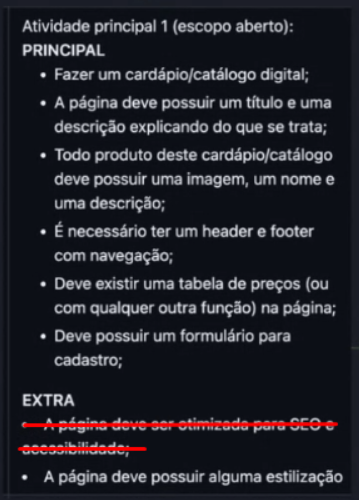 Atividade principal 1 (escopo aberto):
PRINCIPAL
• Fazer um cardápio/catálogo digital;
• A página deve possuir um título e uma
descrição explicando do que se trata;
• Todo produto deste cardápio/catálogo
deve possuir uma imagem, um nome e
uma descrição;
• É necessário ter um header e footer
com navegação;
• Deve existir uma tabela de preços (ou
com qualquer outra função) na página;
• Deve possuir um formulário para
cadastro;
EXTRA
• A página deve ser otimizada para SEO e
acessibilidade;
• A página deve possuir alguma estilização